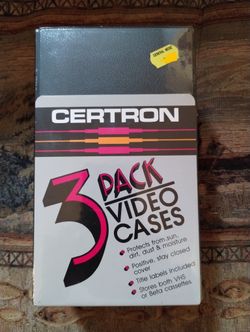 CERTRON
3 PACK
VIDEO
CASES
• Protects from sun,
dirt, dust & moisture
• Positive, stay closed
cover
• Title labels included
• Stores both VHS
or Beta cassettes.